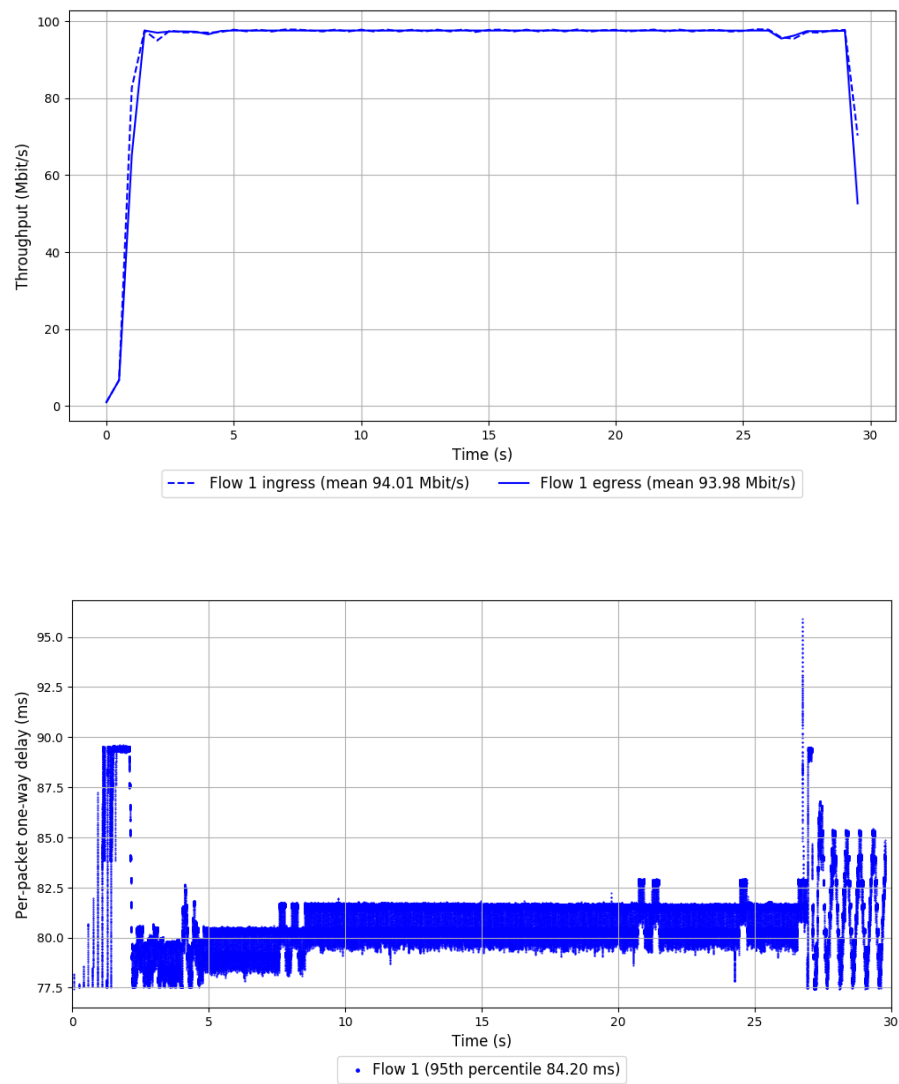 100
80
60
40
20
0
Throughput (Mbit/s)
0 5 10 15 20 25 30
Time (s)
Flow 1 ingress (mean 94.01 Mbit/s) Flow 1 egress (mean 93.98 Mbit/s)
95.0
92.5
90.0
87.5
85.0
82.5
80.0
77.5
Per-packet one-way delay (ms)
0 5 10 15 20 25 30
Time (s)
Flow 1 (95th percentile 84.20 ms)